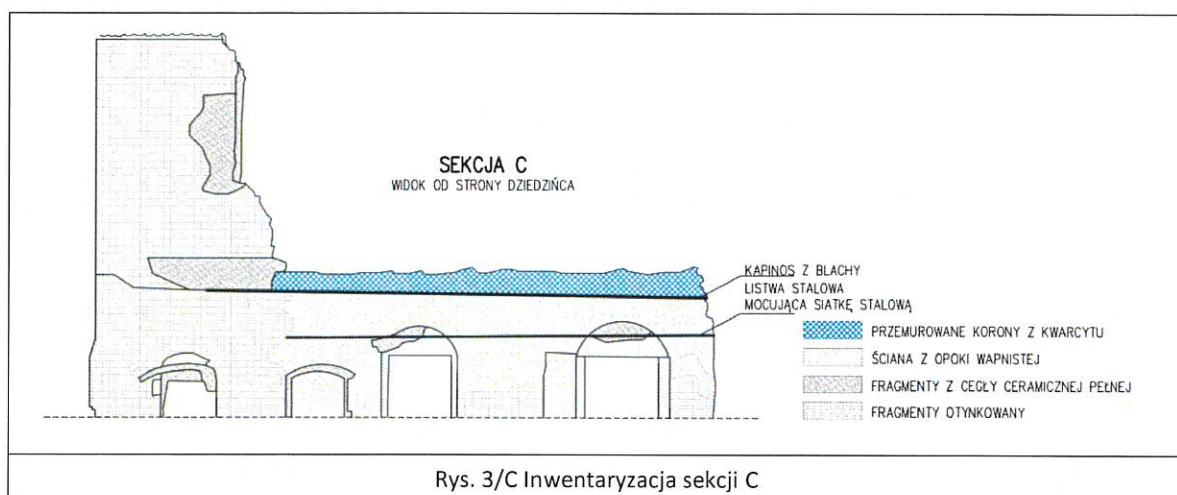 SEKCJA C
WIDOK OD STRONY DZIEDZIŃCA
KAPINOS Z BLACHY
LISTWA STALOWA
MOCUJĄCA SIATKĘ STALOWĄ
PRZEMUROWANE KORONY Z KWARCYTU
ŚCIANA Z OPOKI WAPNISTEJ
FRAGMENTY Z CEGŁY CERAMICZNEJ PEŁNEJ
FRAGMENTY OTYNKOWANY
Rys. 3/C Inwentaryzacja sekcji C